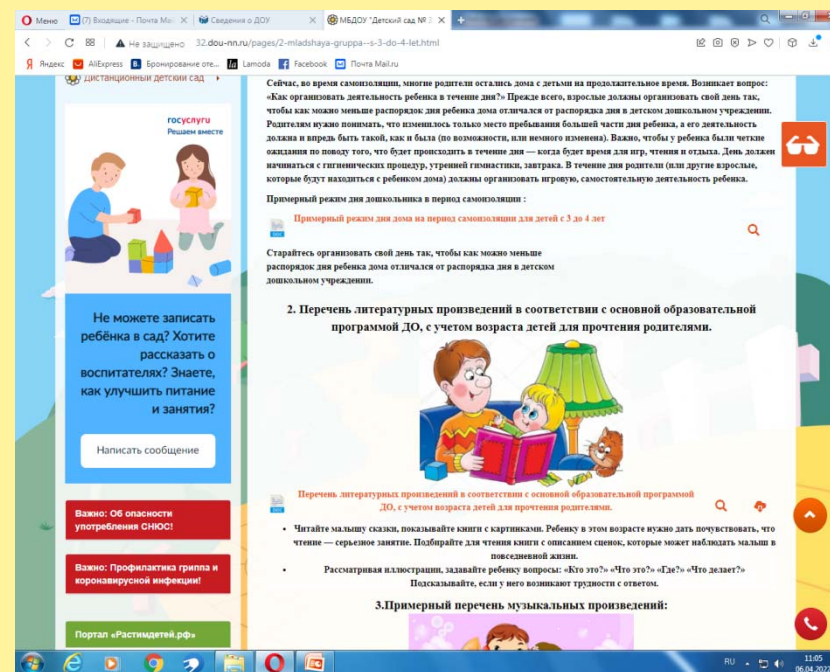 Меню
(7) Входящие - Почта Mai
Сведения о ДОУ
МБДОУ "Детский сад №
Не защищено 32.dou-nn.ru/pages/2-mladshaya-gruppa--s-3-do-4-let.html
Яндекс AliExpress Бронирование оте... Lamoda Facebook Почта Mail.ru
Дистанционный детский сад
госуслуги
Решаем вместе
Не можете записать
ребёнка в сад? Хотите
рассказать о
воспитателях? Знаете,
как улучшить питание
и занятия?
Написать сообщение
Важно: Об опасности
употребления СНЮС!
Важно: Профилактика гриппа и
коронавирусной инфекции!
Портал «Растимдетей.рф»
Сейчас, во время самоизоляции, многие родители остались дома с детьми на продолжительное время. Возникает вопрос:
«Как организовать деятельность ребенка в течение дня?» Прежде всего, взрослые должны организовать свой день так,
чтобы как можно меньше распорядок дня ребенка дома отличался от распорядка дня в детском дошкольном учреждении.
Родителям нужно понимать, что изменилось только место пребывания большей части дня ребенка, а его деятельность
должна и впредь быть такой, как и была (по возможности, или немного изменена). Важно, чтобы у ребенка были четкие
ожидания по поводу того, что будет происходить в течение дня — когда будет время для игр, чтения и отдыха. День должен
начинаться с гигиенических процедур, утренней гимнастики, завтрака. В течение дня родители (или другие взрослые,
которые будут находиться с ребенком дома) должны организовать игровую, самостоятельную деятельность ребенка.
Примерный режим дня дошкольника в период самоизоляции :
Примерный режим дня дома на период самоизоляции для детей с 3 до 4 лет
Старайтесь организовать свой день так, чтобы как можно меньше
распорядок дня ребенка дома отличался от распорядка дня в детском
дошкольном учреждении.
2. Перечень литературных произведений в соответствии с основной образовательной
программой ДО, с учетом возраста детей для прочтения родителями.
Перечень литературных произведений в соответствии с основной образовательной программой
ДО, с учетом возраста детей для прочтения родителями.
• Читайте малышу сказки, показывайте книги с картинками. Ребенку в этом возрасте нужно дать почувствовать, что
чтение — серьезное занятие. Подбирайте для чтения книги с описанием сценок, которые может наблюдать малыш в
повседневной жизни.
• Рассматривая иллюстрации, задавайте ребенку вопросы: «Кто это?» «Что это?» «Где?» «Что делает?»
Подсказывайте, если у него возникают трудности с ответом.
3.Примерный перечень музыкальных произведений:
RU
11:05
06.04.2022